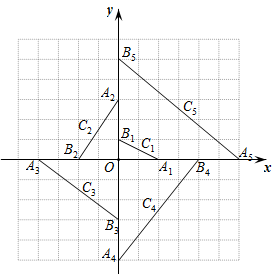 y
B₅
A₂
C₅
B₁
C₂
C₁
B₂
A₅
A₃
O
A₁
B₄
x
C₃
C₄
B₃
A₄